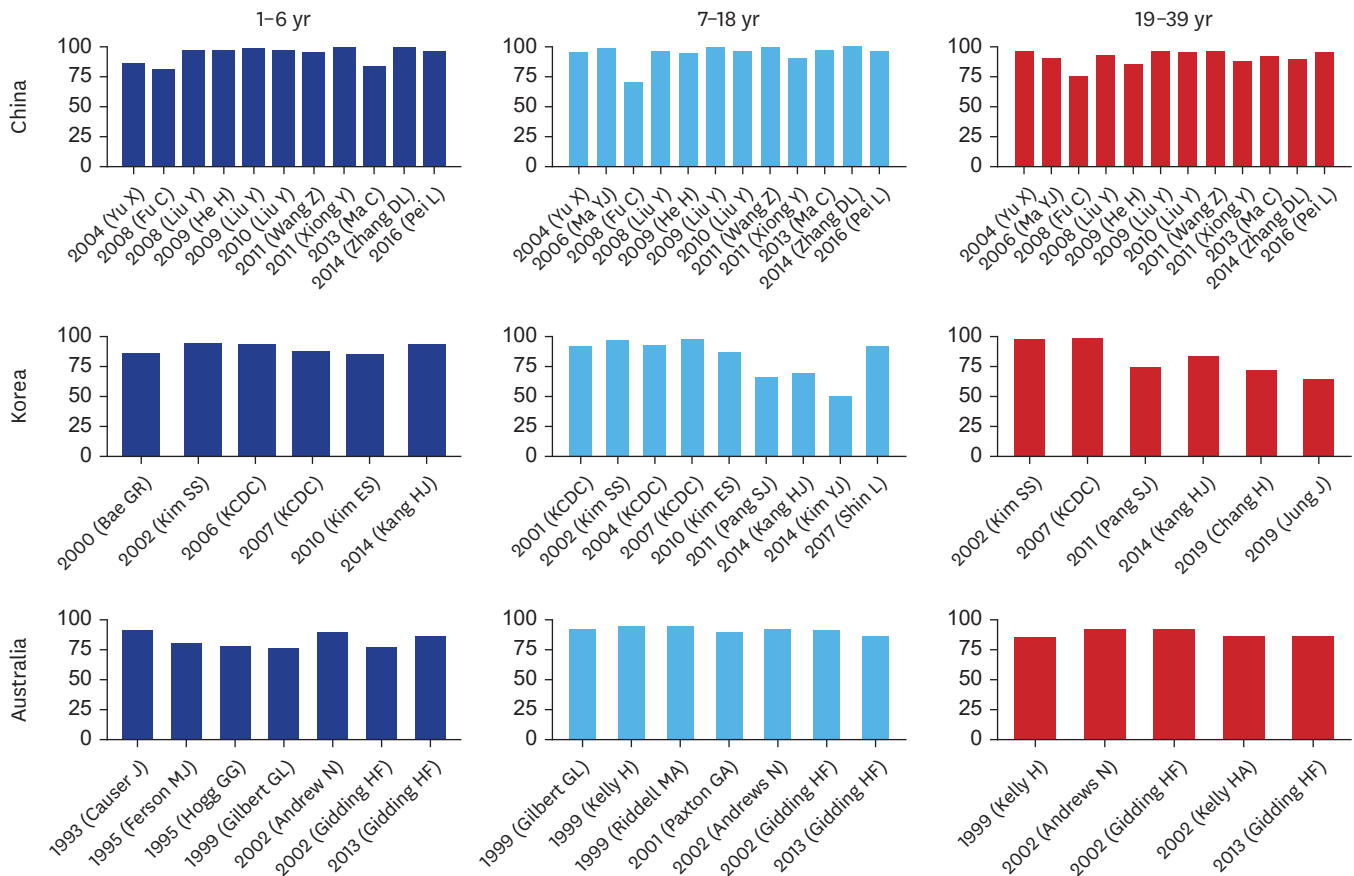 1–6 yr
7–18 yr
19–39 yr
China
100
75
50
25
0
2004 (Yu X)
2008 (Fu C)
2008 (Liu Y)
2009 (He H)
2009 (Liu Y)
2010 (Liu Y)
2011 (Wang Z)
2011 (Xiong Y)
2013 (Ma C)
2014 (Zhang DL)
2016 (Pei L)
100
75
50
25
0
2004 (Yu X)
2006 (Ma YJ)
2008 (Fu C)
2008 (Liu Y)
2009 (He H)
2009 (Liu Y)
2010 (Liu Y)
2011 (Wang Z)
2011 (Xiong Y)
2013 (Ma C)
2014 (Zhang DL)
2016 (Pei L)
100
75
50
25
0
2004 (Yu X)
2006 (Ma YJ)
2008 (Fu C)
2008 (Liu Y)
2009 (He H)
2009 (Liu Y)
2010 (Liu Y)
2011 (Wang Z)
2011 (Xiong Y)
2013 (Ma C)
2014 (Zhang DL)
2016 (Pei L)
Korea
100
75
50
25
0
2000 (Bae GR)
2002 (Kim SS)
2006 (KCDC)
2007 (KCDC)
2010 (Kim ES)
2014 (Kang HJ)
100
75
50
25
0
2001 (KCDC)
2002 (Kim SS)
2004 (KCDC)
2007 (KCDC)
2010 (Kim ES)
2011 (Pang SJ)
2014 (Kang HJ)
2014 (Kim YJ)
2017 (Shin L)
100
75
50
25
0
2002 (Kim SS)
2007 (KCDC)
2011 (Pang SJ)
2014 (Kang HJ)
2019 (Chang H)
2019 (Jung J)
Australia
100
75
50
25
0
1993 (Causer J)
1995 (Ferson MJ)
1995 (Hogg GG)
1999 (Gilbert GL)
2002 (Andrew N)
2002 (Gidding HF)
2013 (Gidding HF)
100
75
50
25
0
1999 (Gilbert GL)
1999 (Kelly H)
1999 (Riddell MA)
2001 (Paxton GA)
2002 (Andrews N)
2002 (Gidding HF)
2013 (Gidding HF)
100
75
50
25
0
1999 (Kelly H)
2002 (Andrews N)
2002 (Gidding HF)
2002 (Kelly HA)
2013 (Gidding HF)